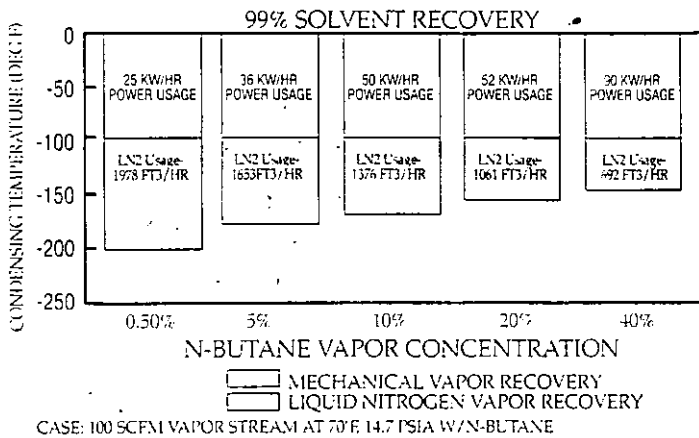 99% SOLVENT RECOVERY
CONDENSING TEMPERATURE (DEG F)
0
-50
-100
-150
-200
-250
25 KW/HR
POWER USAGE
36 KW/HR
POWER USAGE
50 KW/HR
POWER USAGE
52 KW/HR
POWER USAGE
90 KW/HR
POWER USAGE
LN2 Usage-
1978 FT3/HR
LN2 Usage-
1633FT3/HR
LN2 Usage-
1376 FT3/HR
LN2 Usage-
1061 FT3/HR
LN2 Usage-
FT3/HR
0.50%
5%
10%
20%
40%
N-BUTANE VAPOR CONCENTRATION
MECHANICAL VAPOR RECOVERY
LIQUID NITROGEN VAPOR RECOVERY
CASE: 100 SCFM VAPOR STREAM AT 70°F, 14.7 PSIA W/N-BUTANE